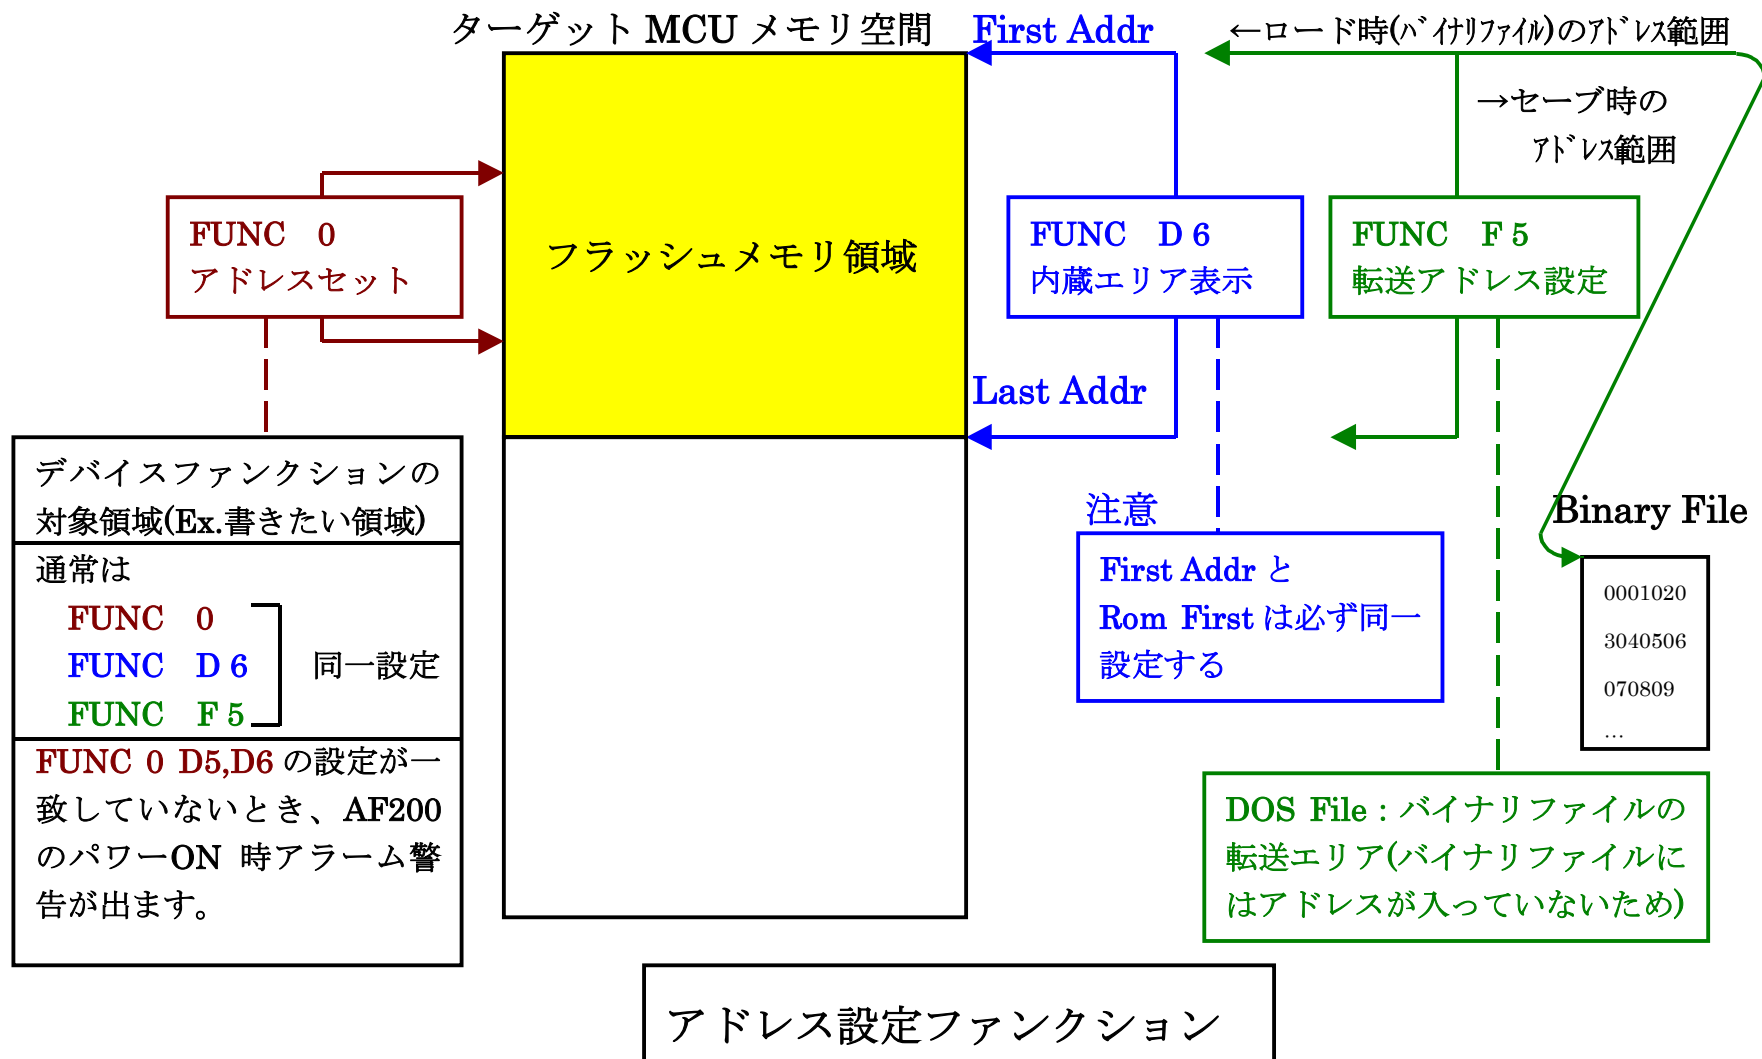 ターゲット MCU メモリ空間
First Addr
←ロード時(ﾊﾞｲﾅﾘﾌｧｲﾙ)のｱﾄﾞﾚｽ範囲
→セーブ時の
ｱﾄﾞﾚｽ範囲
FUNC 0
アドレスセット
フラッシュメモリ領域
FUNC D 6
内蔵エリア表示
FUNC F 5
転送アドレス設定
Last Addr
デバイスファンクションの
対象領域(Ex.書きたい領域)
通常は
FUNC 0
FUNC D 6
FUNC F 5
同一設定
FUNC 0 D5,D6 の設定が一
致していないとき、AF200
のパワーON 時アラーム警
告が出ます。
注意
First Addr と
Rom First は必ず同一
設定する
Binary File
0001020
3040506
070809
…
DOS File : バイナリファイルの
転送エリア(バイナリファイルに
はアドレスが入っていないため)
アドレス設定ファンクション